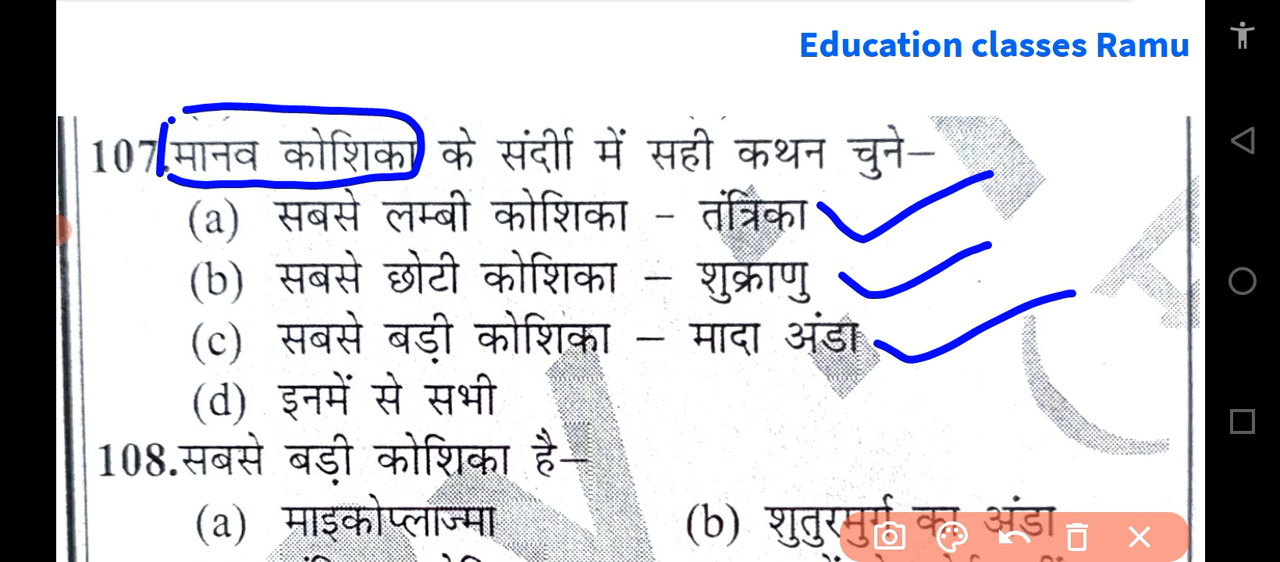 Education classes Ramu
107. मानव कोशिका के संर्दीा में सही कथन चुने–
(a) सबसे लम्बी कोशिका - तंत्रिका
(b) सबसे छोटी कोशिका – शुक्राणु
(c) सबसे बड़ी कोशिका – मादा अंडा
(d) इनमें से सभी
108. सबसे बड़ी कोशिका है–
(a) माइकोप्लाज्मा (b) शुतुरमुर्ग का अंडा